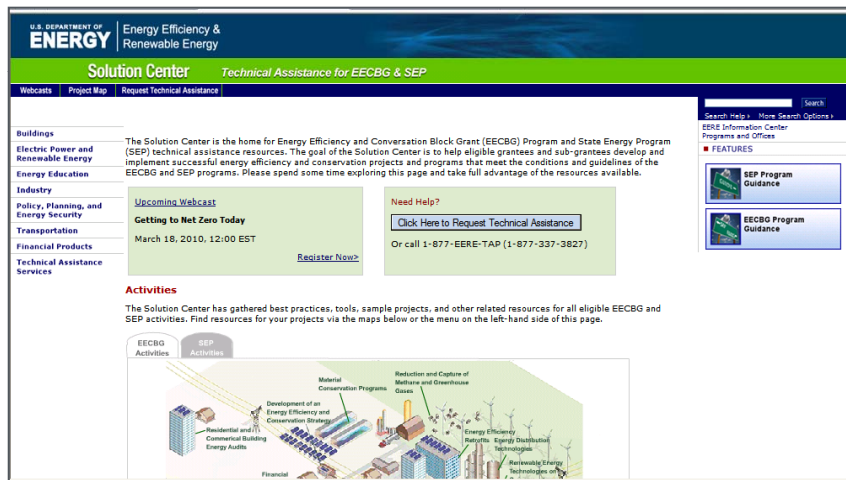 U.S. DEPARTMENT OF
ENERGY
Energy Efficiency &
Renewable Energy
Solution Center
Technical Assistance for EECBG & SEP
Webcasts
Project Map
Request Technical Assistance
Search
Search Help
More Search Options
EERE Information Center
Programs and Offices
FEATURES
SEP Program
Guidance
EECBG Program
Guidance
Buildings
Electric Power and
Renewable Energy
Energy Education
Industry
Policy, Planning, and
Energy Security
Transportation
Financial Products
Technical Assistance
Services
The Solution Center is the home for Energy Efficiency and Conversation Block Grant (EECBG) Program and State Energy Program
(SEP) technical assistance resources. The goal of the Solution Center is to help eligible grantees and sub-grantees develop and
implement successful energy efficiency and conservation projects and programs that meet the conditions and guidelines of the
EECBG and SEP programs. Please spend some time exploring this page and take full advantage of the resources available.
Upcoming Webcast
Getting to Net Zero Today
March 18, 2010, 12:00 EST
Register Now>
Need Help?
Click Here to Request Technical Assistance
Or call 1-877-EERE-TAP (1-877-337-3827)
Activities
The Solution Center has gathered best practices, tools, sample projects, and other related resources for all eligible EECBG and
SEP activities. Find resources for your projects via the maps below or the menu on the left-hand side of this page.
EECBG
Activities
SEP
Activities
Reduction and Capture of
Methane and Greenhouse
Gases
Material
Conservation Programs
Development of an
Energy Efficiency and
Conservation Strategy
Residential and
Commerical Building
Energy Audits
Energy Efficiency
Retrofits
Energy Distribution
Technologies
Renewable Energy
Technologies on
Financial